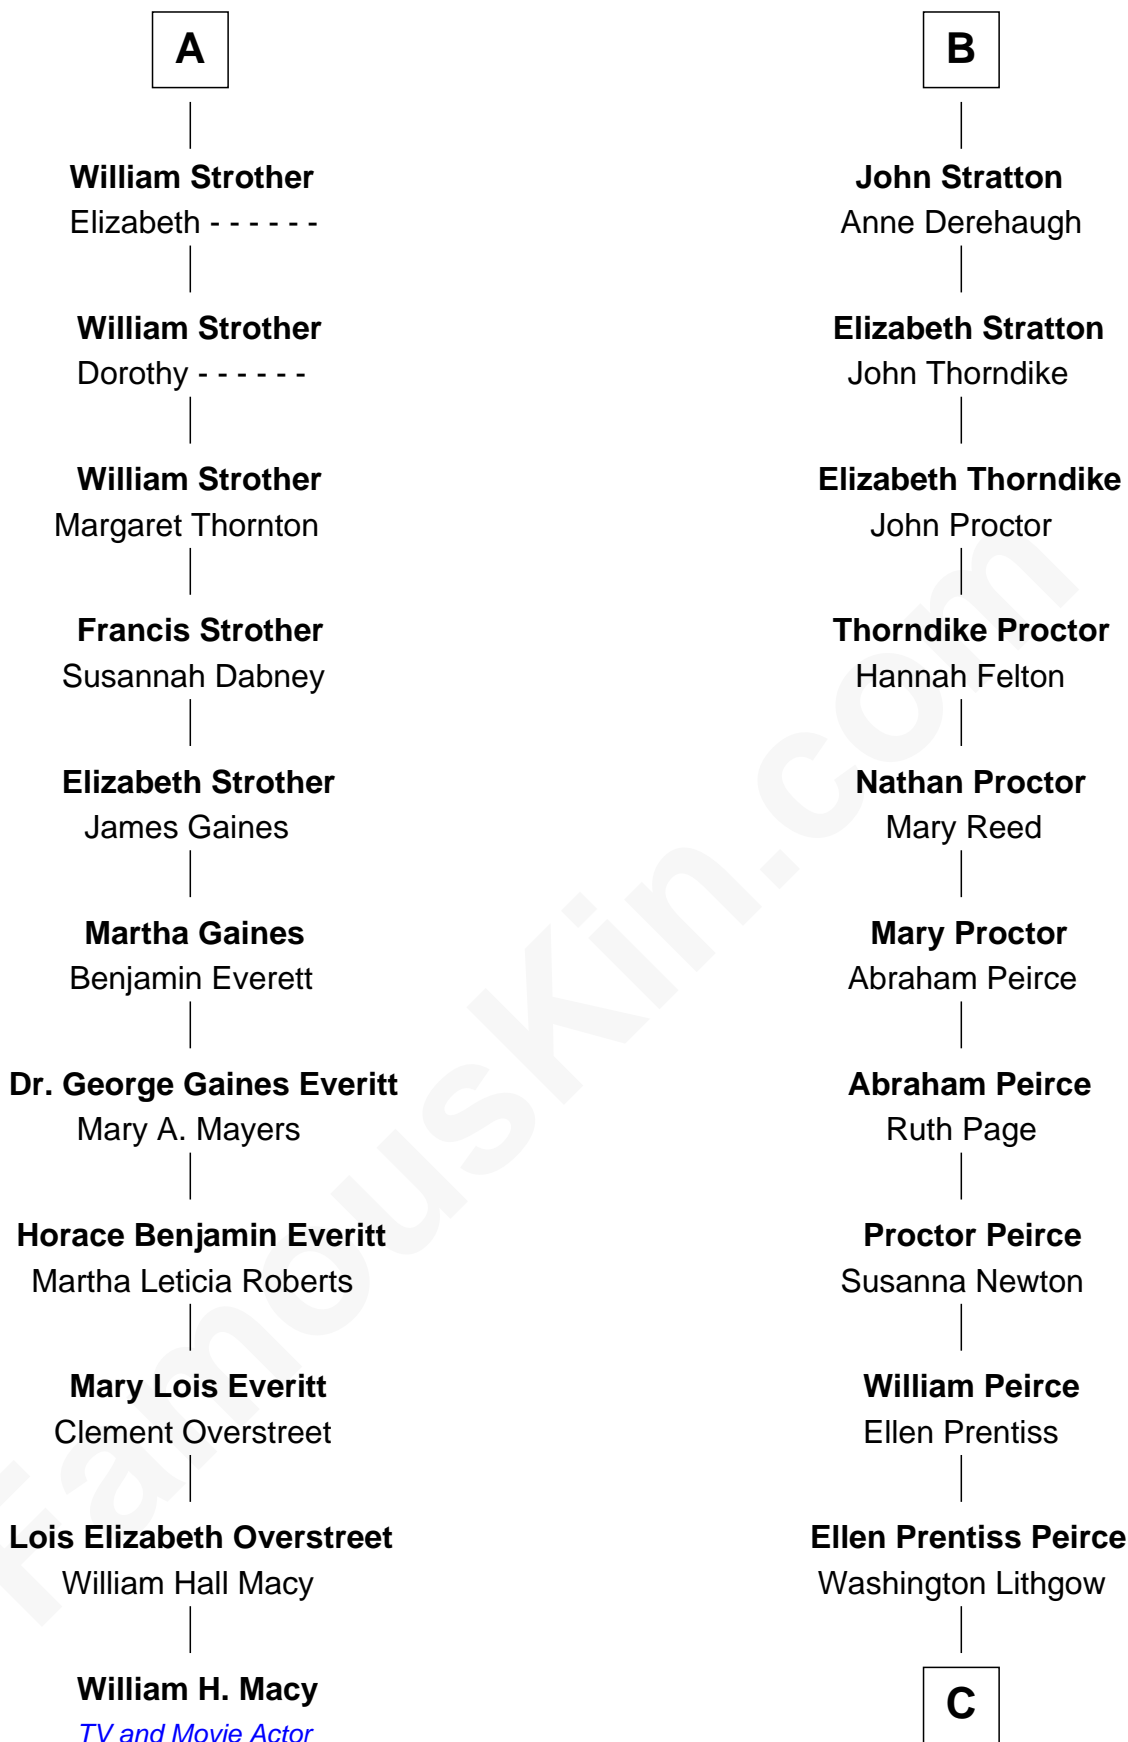 A
William Strother
Elizabeth - - - - - -
William Strother
Dorothy - - - - - -
William Strother
Margaret Thornton
Francis Strother
Susannah Dabney
Elizabeth Strother
James Gaines
Martha Gaines
Benjamin Everett
Dr. George Gaines Everitt
Mary A. Mayers
Horace Benjamin Everitt
Martha Leticia Roberts
Mary Lois Everitt
Clement Overstreet
Lois Elizabeth Overstreet
William Hall Macy
William H. Macy
TV and Movie Actor
B
John Stratton
Anne Derehaugh
Elizabeth Stratton
John Thorndike
Elizabeth Thorndike
John Proctor
Thorndike Proctor
Hannah Felton
Nathan Proctor
Mary Reed
Mary Proctor
Abraham Peirce
Abraham Peirce
Ruth Page
Proctor Peirce
Susanna Newton
William Peirce
Ellen Prentiss
Ellen Prentiss Peirce
Washington Lithgow
C
FamousKin.com